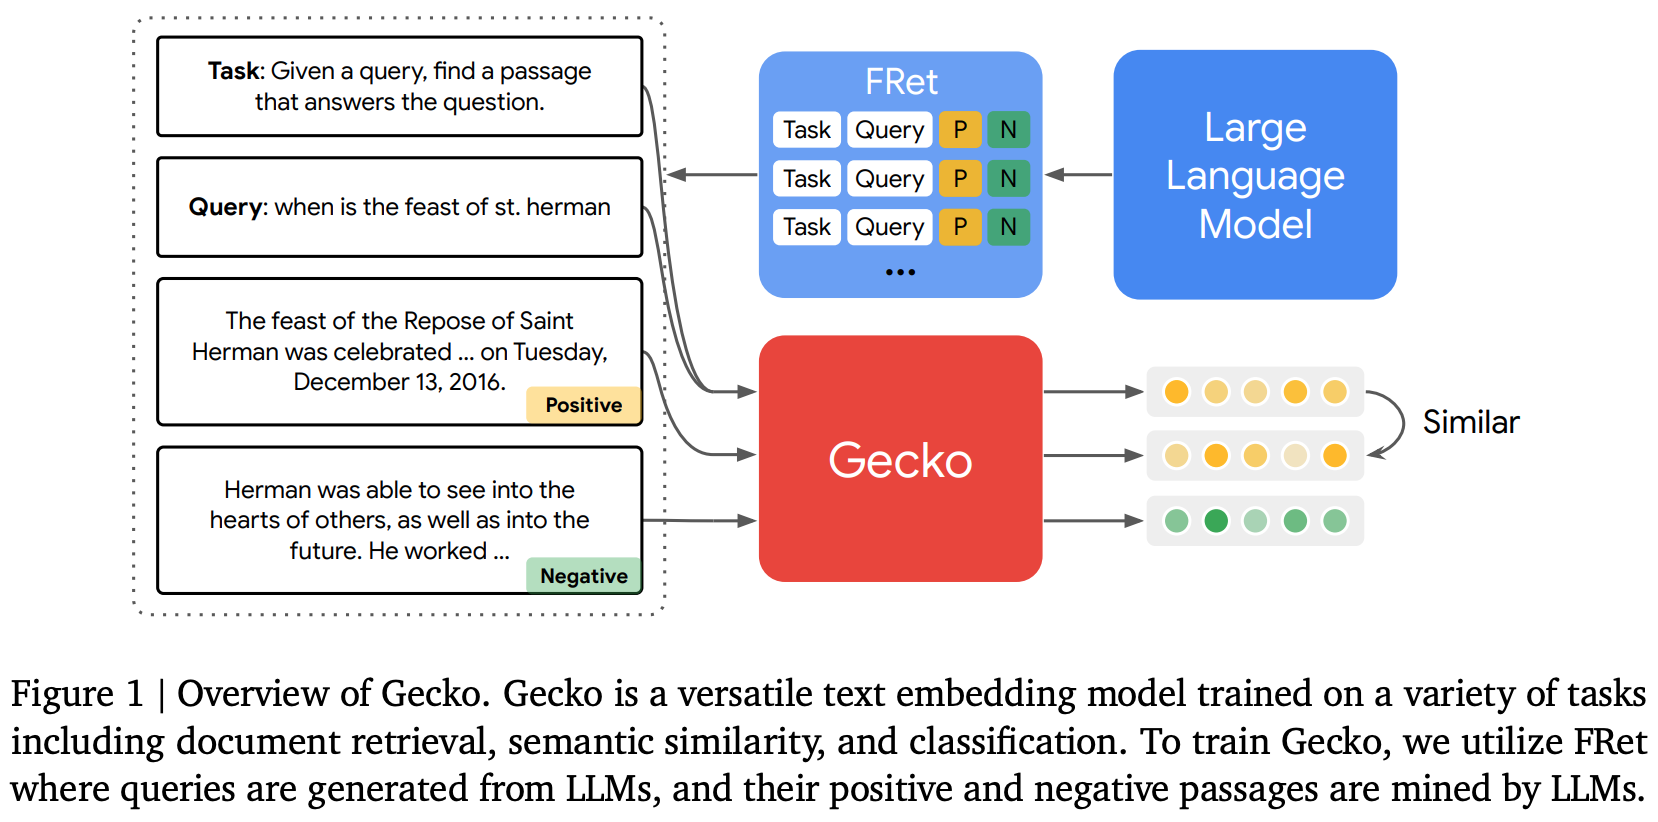 Task: Given a query, find a passage
that answers the question.
Query: when is the feast of st. herman
The feast of the Repose of Saint
Herman was celebrated ... on Tuesday,
December 13, 2016.
Positive
Herman was able to see into the
hearts of others, as well as into the
future. He worked ...
Negative
FRet
Task Query P N
Task Query P N
Task Query P N
...
Large
Language
Model
Gecko
Similar
Figure 1 | Overview of Gecko. Gecko is a versatile text embedding model trained on a variety of tasks
including document retrieval, semantic similarity, and classification. To train Gecko, we utilize FRet
where queries are generated from LLMs, and their positive and negative passages are mined by LLMs.